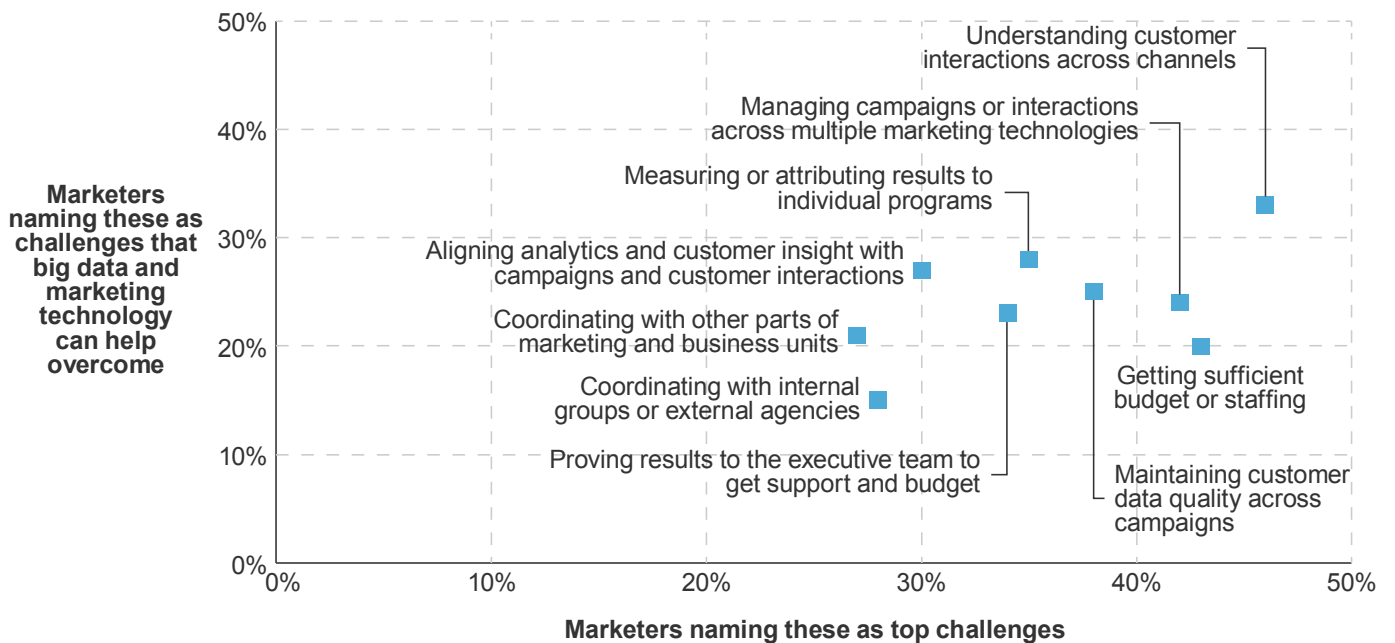 50%
40%
30%
20%
10%
0%
Marketers
naming these as
challenges that
big data and
marketing
technology
can help
overcome
Understanding customer
interactions across channels
Managing campaigns or interactions
across multiple marketing technologies
Measuring or attributing results to
individual programs
Aligning analytics and customer insight with
campaigns and customer interactions
Coordinating with other parts of
marketing and business units
Coordinating with internal
groups or external agencies
Getting sufficient
budget or staffing
Proving results to the executive team to
get support and budget
Maintaining customer
data quality across
campaigns
0%
10%
20%
30%
40%
50%
Marketers naming these as top challenges